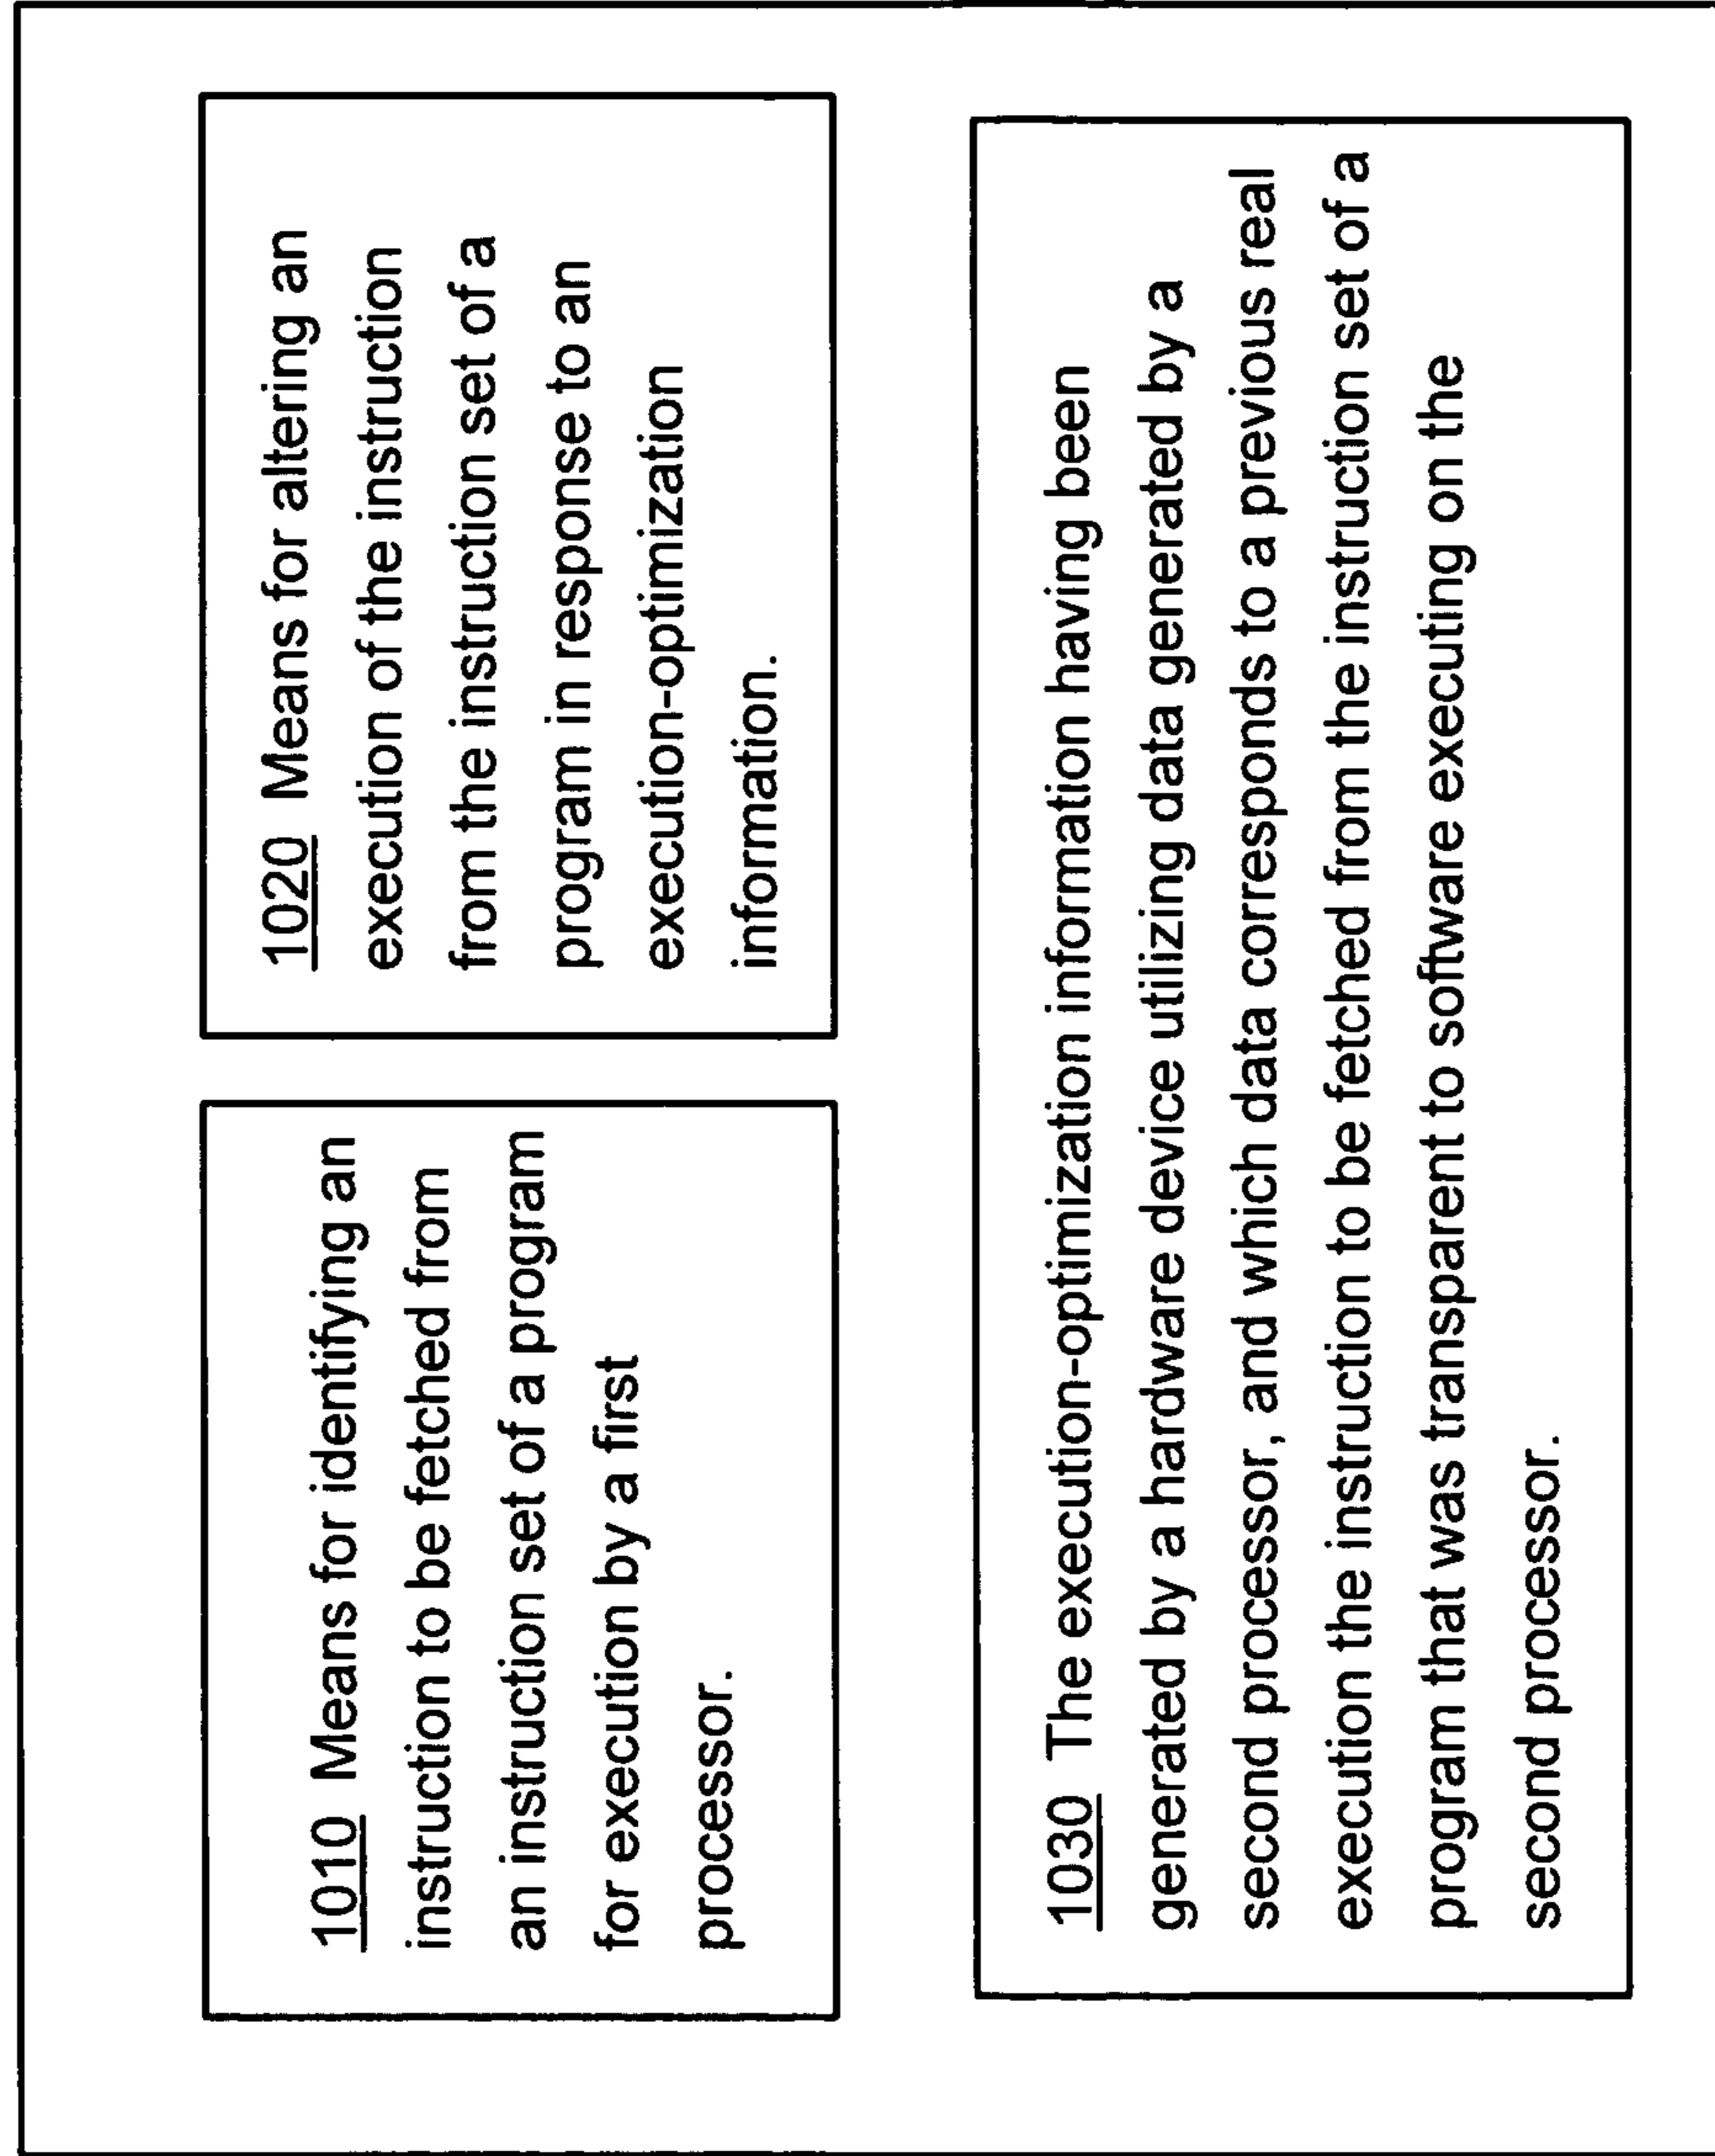 1010 Means for identifying an
instruction to be fetched from
an instruction set of a program
for execution by a first
processor.
1020 Means for altering an
execution of the instruction
from the instruction set of a
program in response to an
execution-optimization
information.
1030 The execution-optimization information having been
generated by a hardware device utilizing data generated by a
second processor, and which data corresponds to a previous real
execution the instruction to be fetched from the instruction set of a
program that was transparent to software executing on the
second processor.